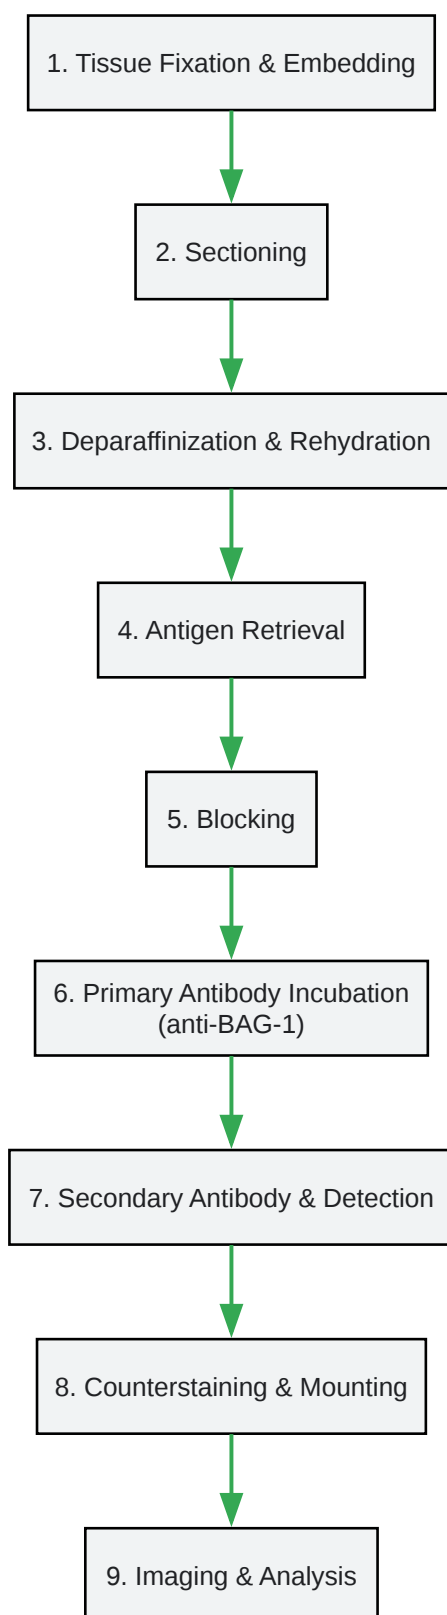 1. Tissue Fixation & Embedding
2. Sectioning
3. Deparaffinization & Rehydration
4. Antigen Retrieval
5. Blocking
6. Primary Antibody Incubation
(anti-BAG-1)
7. Secondary Antibody & Detection
8. Counterstaining & Mounting
9. Imaging & Analysis